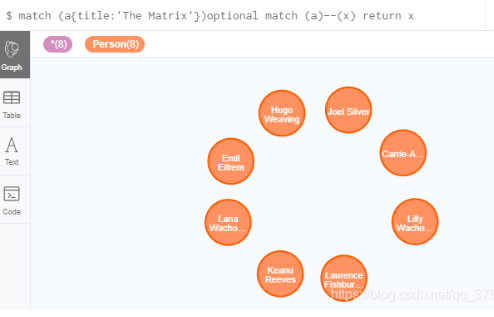 $ match (a{title:'The Matrix'})optional match (a)--(x) return x
*(8) Person(8)
Graph
Table
Text
Code
Hugo
Weaving
Joel Silver
Carrie-A...
Emil
Eifrem
Lana
Wacho...
Lilly
Wacho...
Keanu
Reeves
Laurence
Fishbur...
https://blog.csdn.net/qq_375